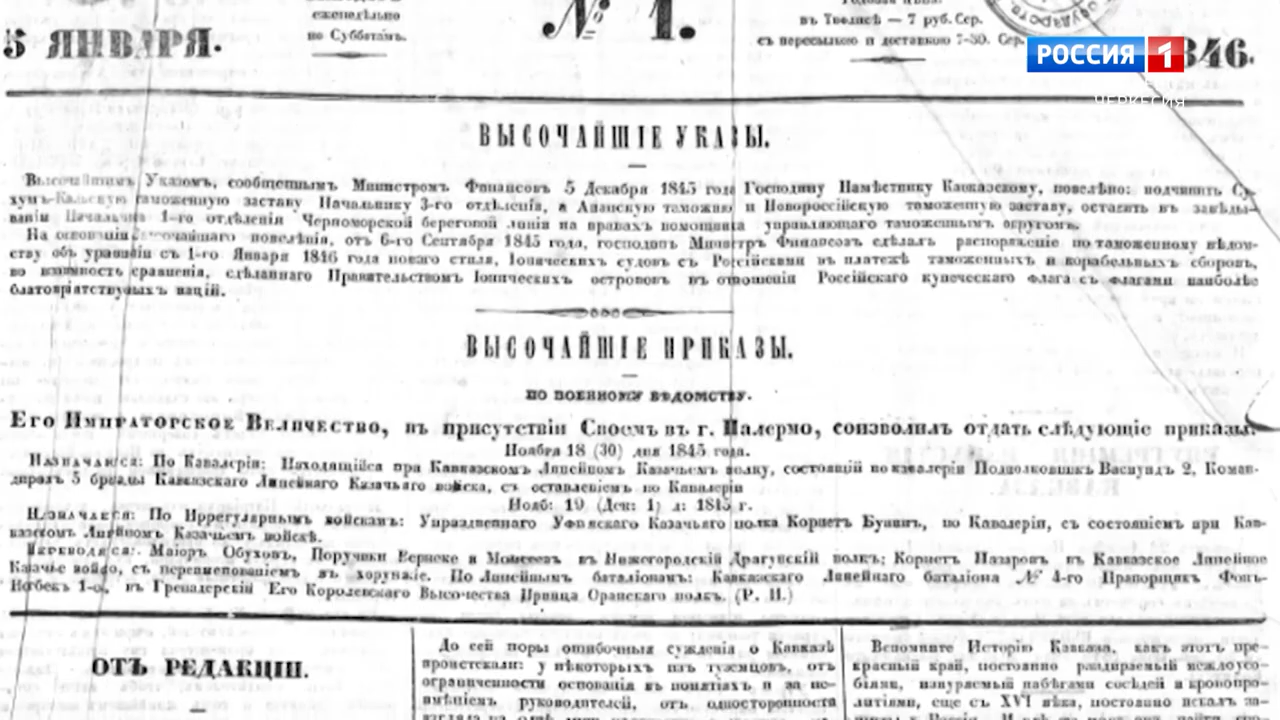 еженедѣльно
по Субботамъ.
№ 1.
въ Тифлисѣ — 7 руб. Сер.
съ пересылкою и доставкою 7-30. Сер.
5 ЯНВАРЯ.
РОССИЯ 1
846.
ЧЕРКЕСИЯ
ВЫСОЧАЙШІЕ УКАЗЫ.
Высочайшимъ Указомъ, сообщеннымъ Министромъ Финансовъ 5 Декабря 1845 года Господину Намѣстнику Кавказскому, повелѣно: подчинить Су-
хумъ-Кальскую таможенную заставу Начальнику 3-го отдѣленія, а Анапскую таможню и Новороссійскую таможенную заставу, оставить въ завѣды-
ваніи Начальника 1-го отдѣленія Черноморской береговой линіи на правахъ помощника управляющаго таможеннымъ округомъ.
На основаніи Высочайшаго повелѣнія, отъ 6-го Сентября 1845 года, господинъ Министръ Финансовъ сдѣлалъ распоряженіе по таможенному вѣдом-
ству объ уравненіи съ 1-го Января 1846 года новаго стиля, Іоническихъ судовъ съ Россійскими въ платежѣ таможенныхъ и корабельныхъ сборовъ,
во взаимность сравненія, сдѣланнаго Правительствомъ Іоническихъ острововъ въ отношеніи Россійскаго купеческаго флага съ флагами наиболѣе
благопріятствуемыхъ націй.
ВЫСОЧАЙШІЕ ПРИКАЗЫ.
ПО ВОЕННОМУ ВѢДОМСТВУ.
Его Императорское Величество, въ присутствіи Своемъ въ г. Палермо, соизволилъ отдать слѣдующіе приказы:
Ноября 18 (30) дня 1845 года.
Назначаются: По Кавалеріи: Находящійся при Кавказскомъ Линейномъ Казачьемъ полку, состоящій по кавалеріи Подполковникъ 2, Коман-
диромъ 5 бригады Кавказскаго Линейнаго Казачьяго войска, съ оставленіемъ по Кавалеріи
Нояб: 19 (Дек: 1) д: 1845 г.
Назначается: По Иррегулярнымъ войскамъ: Упраздненнаго Уфимскаго Казачьяго полка Корнетъ Бунинъ, по Кавалеріи, съ состояніемъ при Кав-
казскомъ Линейномъ Казачьемъ войскѣ.
Переводятся: Маіоръ Обуховъ, Поручики Вернеке и Моисеевъ въ Нижегородскій Драгунскій полкъ; Корнетъ Назаровъ въ Кавказское Линейное
Казачье войско, съ переименованіемъ въ хорунжіе. По Линейнымъ баталіонамъ: Кавказскаго Линейнаго баталіона № 4-го Прапорщикъ Фонъ-
1-й, въ Гренадерскій Его Королевскаго Высочества Принца Оранскаго полкъ. (Р. И.)
ОТЪ РЕДАКЦІИ.
До сей поры ошибочныя сужденія о Кавказѣ
проистекали: у нѣкоторыхъ изъ туземцовъ, отъ
ограниченности основанія въ понятіяхъ и за не-
имѣніемъ руководителей, отъ односторонности
Вспомните Исторію Кавказа, какъ этотъ пре-
красный край, постоянно раздираемый междоусо-
біями, изнуряемый набѣгами сосѣдей и кровопро-
литіями, еще съ XVI вѣка, постоянно искалъ за-